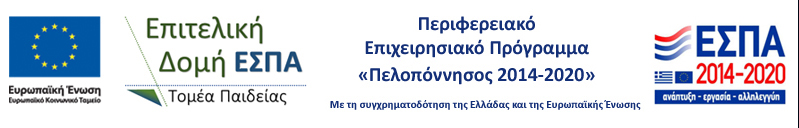 Ευρωπαϊκή Ένωση
Ευρωπαϊκό Κοινωνικό Ταμείο
Επιτελική
Δομή ΕΣΠΑ
Τομέα Παιδείας
Περιφερειακό
Επιχειρησιακό Πρόγραμμα
«Πελοπόννησος 2014-2020»
Με τη συγχρηματοδότηση της Ελλάδας και της Ευρωπαϊκής Ένωσης
ΕΣΠΑ
2014-2020
ανάπτυξη - εργασία - αλληλεγγύη